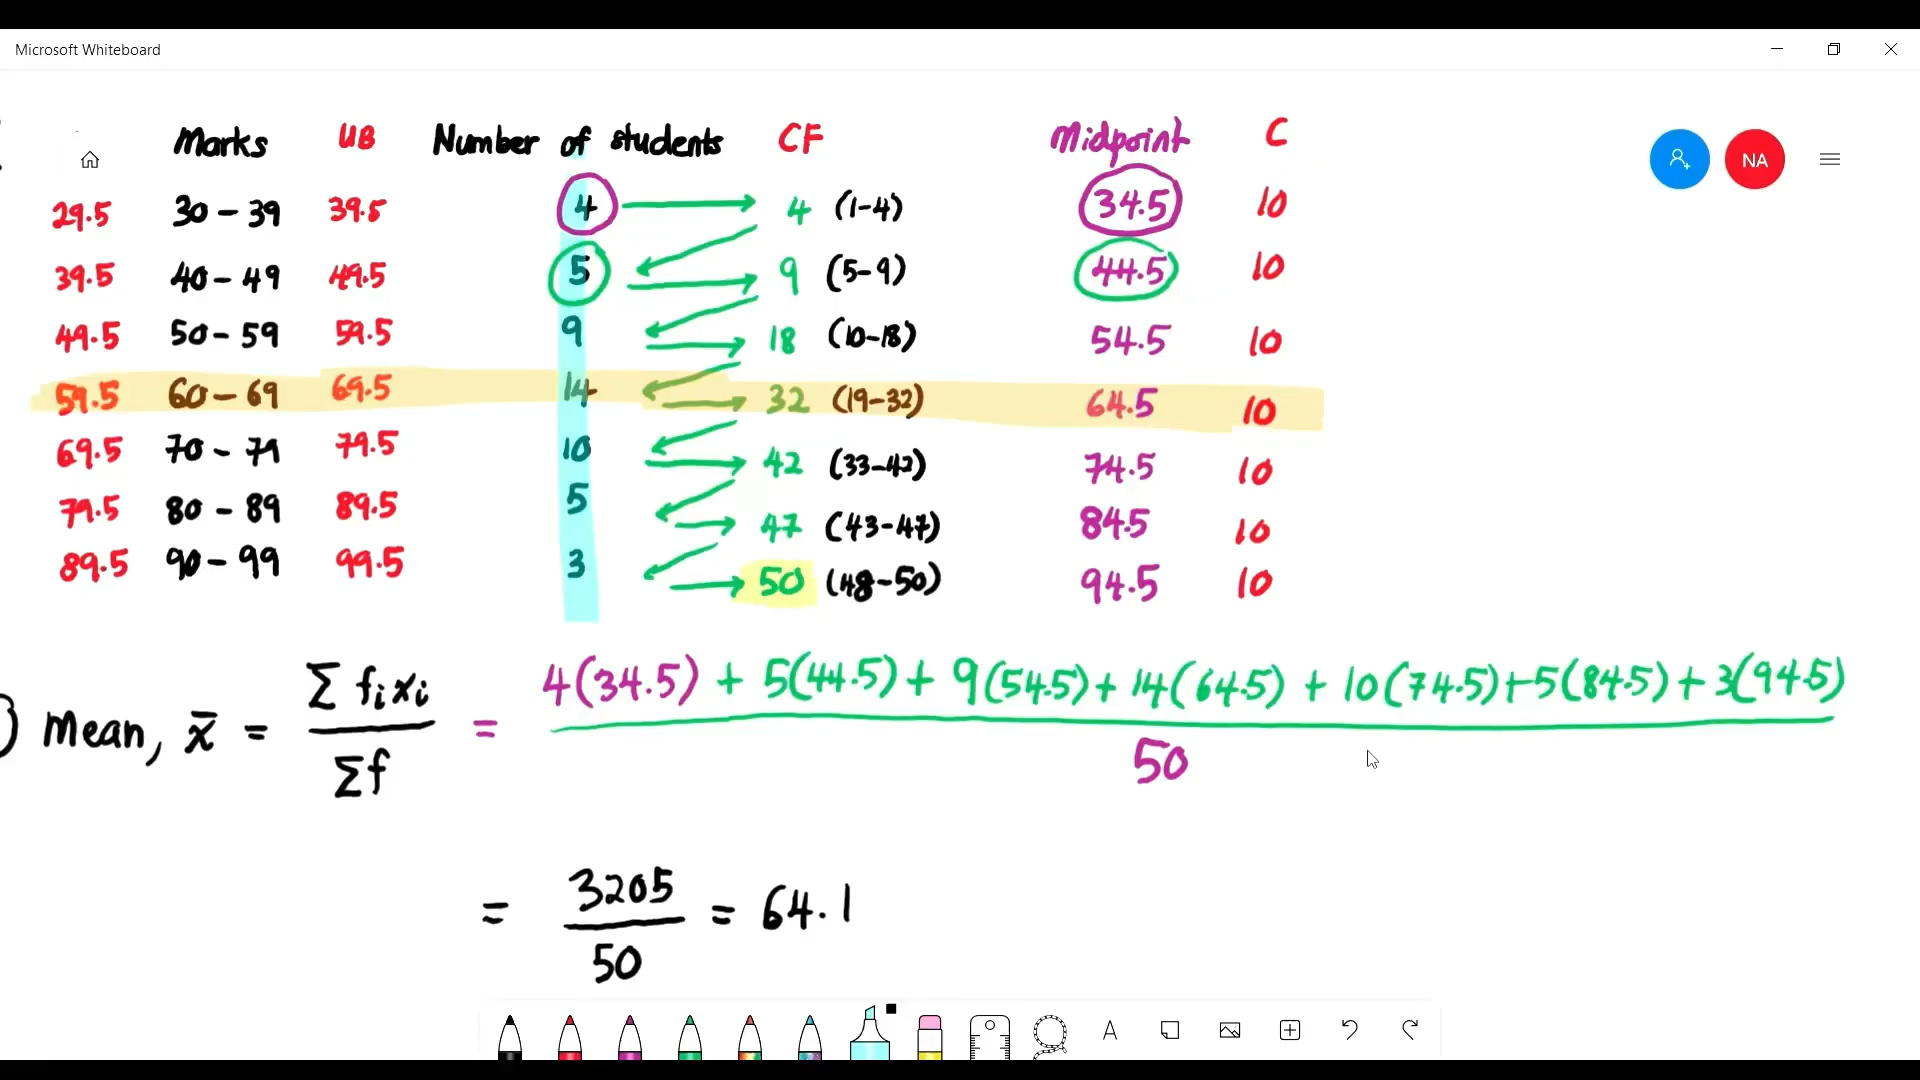 Microsoft Whiteboard
Marks UB Number of students CF Midpoint C
NA
29.5 30-39 39.5 4 4 (1-4) 34.5 10
39.5 40-49 49.5 5 9 (5-9) 44.5 10
49.5 50-59 59.5 9 18 (10-18) 54.5 10
59.5 60-69 69.5 14 32 (19-32) 64.5 10
69.5 70-79 79.5 10 42 (33-42) 74.5 10
79.5 80-89 89.5 5 47 (43-47) 84.5 10
89.5 90-99 99.5 3 50 (48-50) 94.5 10
) Mean, x̄ = Σ fᵢxᵢ / Σf = 4(34.5) + 5(44.5) + 9(54.5) + 14(64.5) + 10(74.5) + 5(84.5) + 3(94.5) / 50
= 3205 / 50 = 64.1